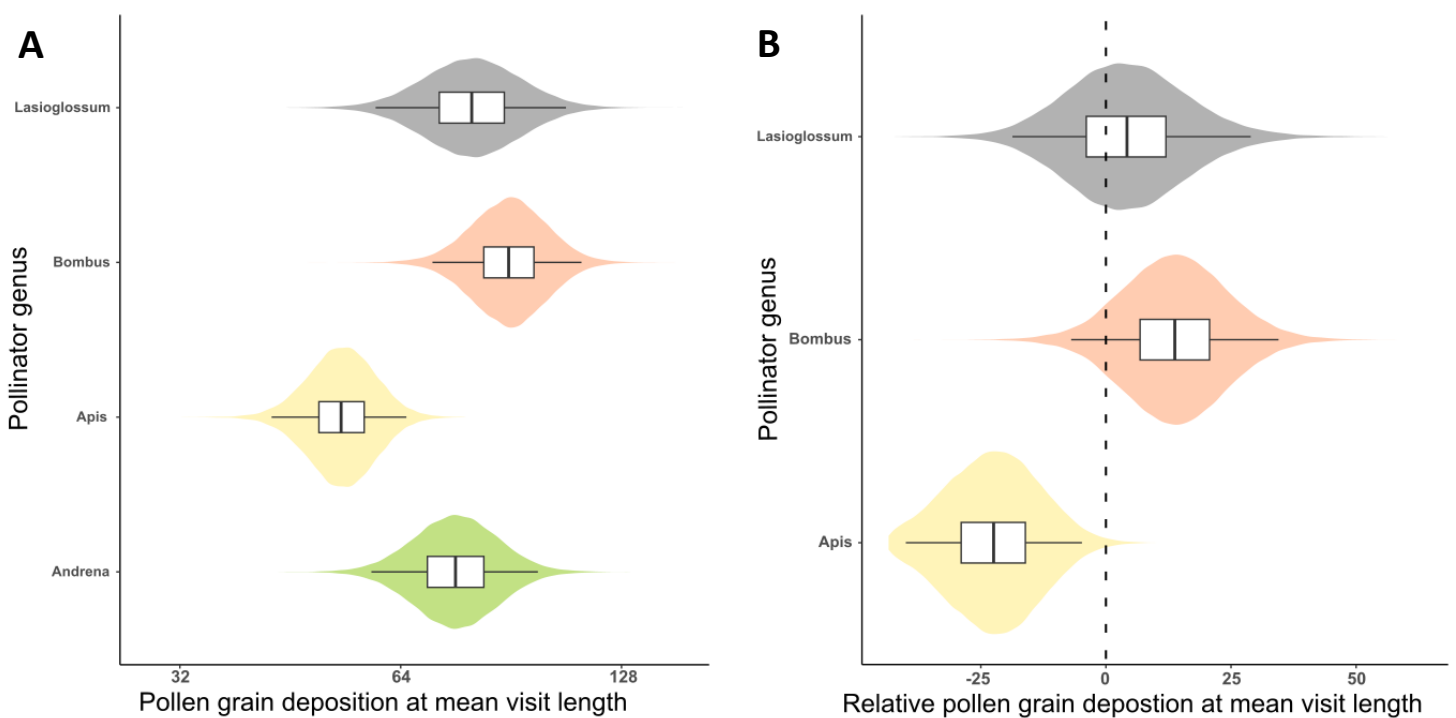 A
Lasioglossum
Bombus
Apis
Andrena
Pollinator genus
32 64 128
Pollen grain deposition at mean visit length
B
Lasioglossum
Bombus
Apis
Pollinator genus
-25 0 25 50
Relative pollen grain depostion at mean visit length